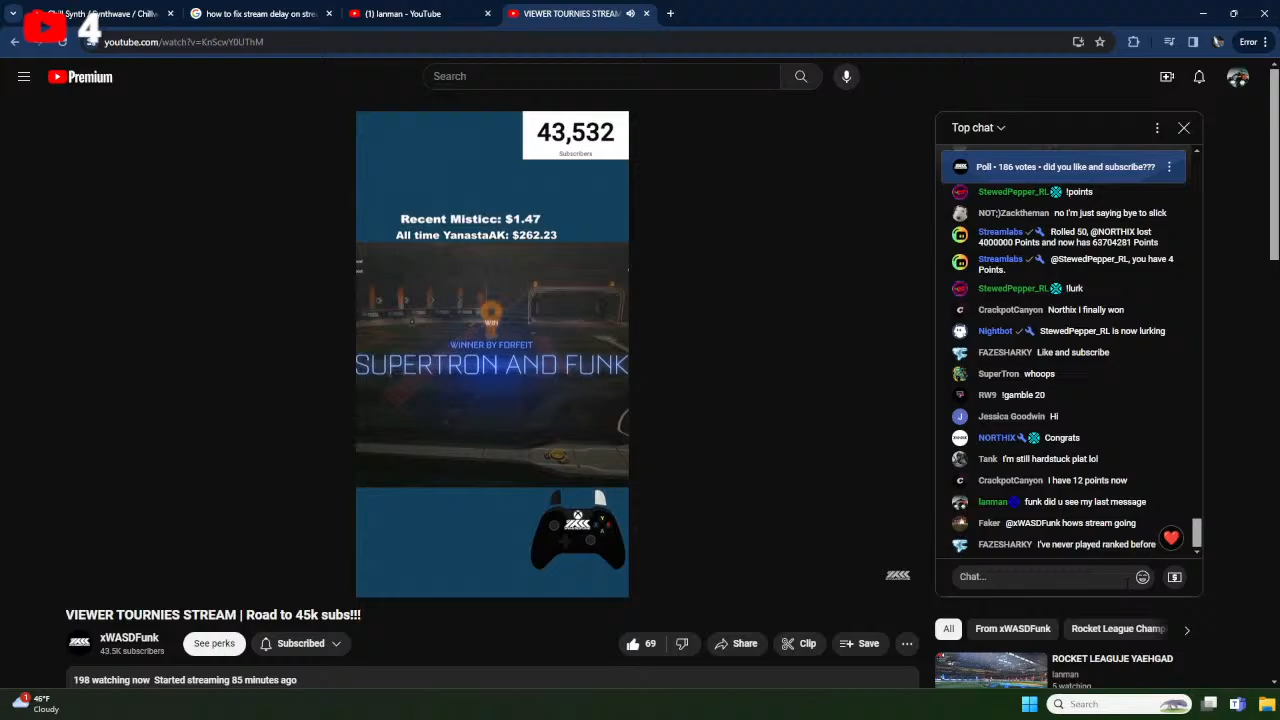 Chill Synth / Synthwave / Chillw
how to fix stream delay on stre
(1) Ianman - YouTube
VIEWER TOURNIES STREAM
4
youtube.com/watch?v=KnScwY0UThM
Error
Premium
Search
43,532
Subscribers
Recent Misticc: $1.47
All time YanastaAK: $262.23
WIN
WINNER BY FORFEIT
SUPERTRON AND FUNK
Top chat
Poll • 186 votes • did you like and subscribe???
StewedPepper_RL !points
NOT;)Zacktheman no I'm just saying bye to slick
Streamlabs Rolled 50, @NORTHIX lost
4000000 Points and now has 63704281 Points
Streamlabs @StewedPepper_RL, you have 4
Points.
StewedPepper_RL !lurk
CrackpotCanyon Northix I finally won
Nightbot StewedPepper_RL is now lurking
FAZESHARKY Like and subscribe
SuperTron whoops
RW9 !gamble 20
J Jessica Goodwin Hi
NORTHIX Congrats
Tank I'm still hardstuck plat lol
CrackpotCanyon I have 12 points now
Ianman funk did u see my last message
Faker @xWASDFunk hows stream going
FAZESHARKY I've never played ranked before
Chat...
VIEWER TOURNIES STREAM | Road to 45k subs!!!
xWASDFunk
43.5K subscribers
See perks
Subscribed
69
Share
Clip
Save
198 watching now Started streaming 85 minutes ago
All
From xWASDFunk
Rocket League Champ
ROCKET LEAGUJE YAEHGAD
Ianman
5 watching
1
46°F
Cloudy
Search